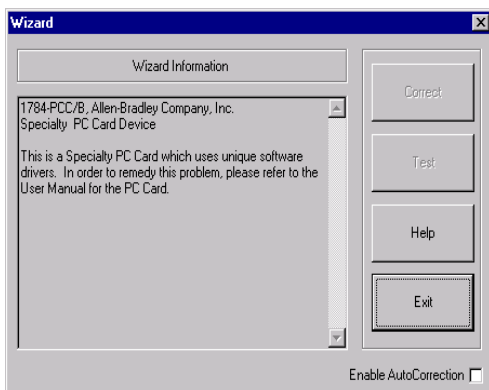 Wizard
Wizard Information
1784-PCC/B, Allen-Bradley Company, Inc.
Specialty PC Card Device
This is a Specialty PC Card which uses unique software
drivers. In order to remedy this problem, please refer to the
User Manual for the PC Card.
Correct
Test
Help
Exit
Enable AutoCorrection